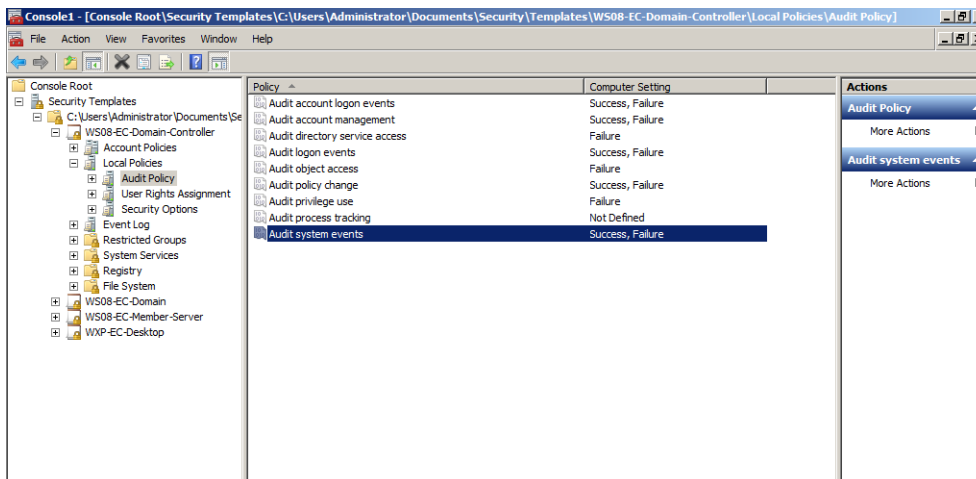 Console1 - [Console Root\Security Templates\C:\Users\Administrator\Documents\Security\Templates\WS08-EC-Domain-Controller\Local Policies\Audit Policy]
File Action View Favorites Window Help
Console Root
Security Templates
C:\Users\Administrator\Documents\Se
WS08-EC-Domain-Controller
Account Policies
Local Policies
Audit Policy
User Rights Assignment
Security Options
Event Log
Restricted Groups
System Services
Registry
File System
WS08-EC-Domain
WS08-EC-Member-Server
WXP-EC-Desktop
Policy Computer Setting
Audit account logon events Success, Failure
Audit account management Success, Failure
Audit directory service access Failure
Audit logon events Success, Failure
Audit object access Failure
Audit policy change Success, Failure
Audit privilege use Failure
Audit process tracking Not Defined
Audit system events Success, Failure
Actions
Audit Policy
More Actions
Audit system events
More Actions